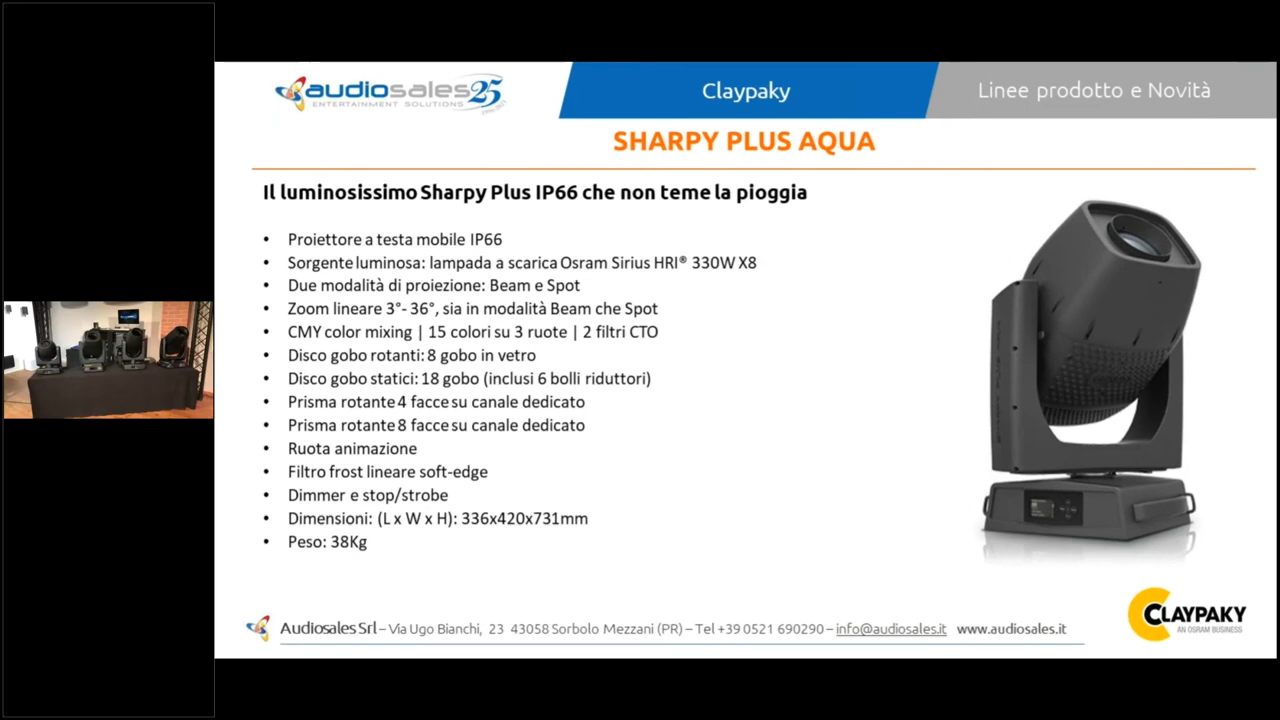 audiosales 25
ENTERTAINMENT SOLUTIONS
Claypaky
Linee prodotto e Novità
SHARPY PLUS AQUA
Il luminosissimo Sharpy Plus IP66 che non teme la pioggia
• Proiettore a testa mobile IP66
• Sorgente luminosa: lampada a scarica Osram Sirius HRI® 330W X8
• Due modalità di proiezione: Beam e Spot
• Zoom lineare 3°- 36°, sia in modalità Beam che Spot
• CMY color mixing | 15 colori su 3 ruote | 2 filtri CTO
• Disco gobo rotanti: 8 gobo in vetro
• Disco gobo statici: 18 gobo (inclusi 6 bolli riduttori)
• Prisma rotante 4 facce su canale dedicato
• Prisma rotante 8 facce su canale dedicato
• Ruota animazione
• Filtro frost lineare soft-edge
• Dimmer e stop/strobe
• Dimensioni: (L x W x H): 336x420x731mm
• Peso: 38Kg
Audiosales Srl – Via Ugo Bianchi, 23 43058 Sorbolo Mezzani (PR) – Tel +39 0521 690290 – info@audiosales.it www.audiosales.it
CLAYPAKY
AN OSRAM BUSINESS